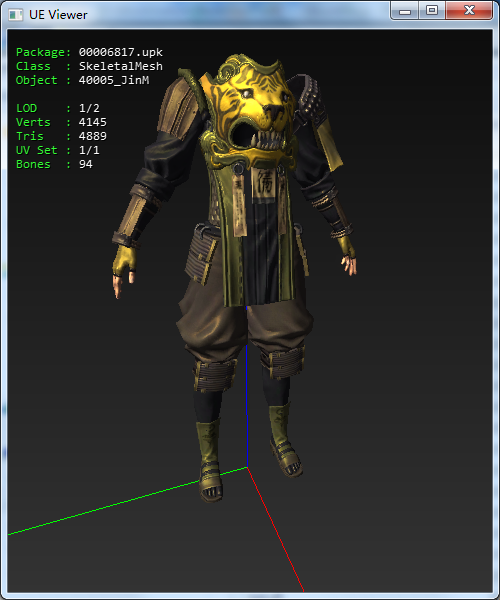 UE Viewer
Package: 00006817.upk
Class : SkeletalMesh
Object : 40005_JinM
LOD : 1/2
Verts : 4145
Tris : 4889
UV Set : 1/1
Bones : 94